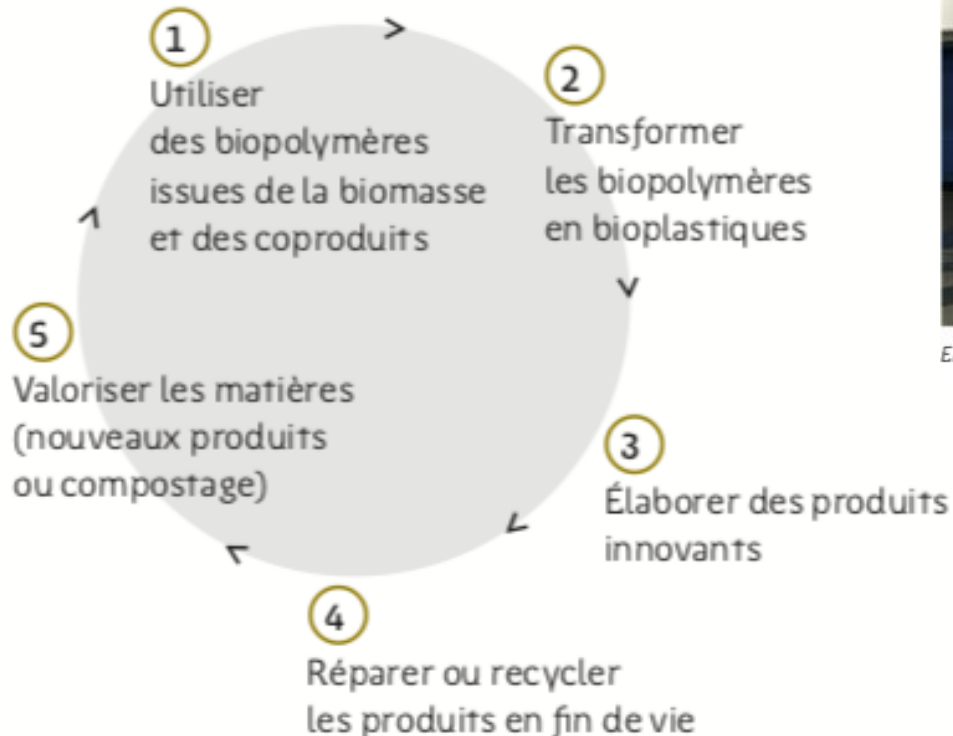 1
Utiliser
des biopolymères
issues de la biomasse
et des coproduits
2
Transformer
les biopolymères
en bioplastiques
3
Élaborer des produits
innovants
4
Réparer ou recycler
les produits en fin de vie
5
Valoriser les matières
(nouveaux produits
ou compostage)